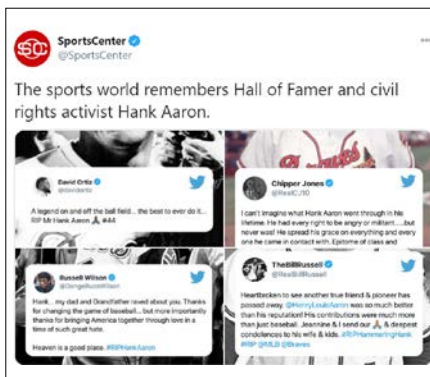 SportsCenter
@SportsCenter
The sports world remembers Hall of Famer and civil
rights activist Hank Aaron.
David Ortiz
@davidortiz
A legend on and off the ball field... the best to ever do it...
RIP Mr Hank Aaron 🙏 #44
Chipper Jones
@RealCJ10
I can't imagine what Hank Aaron went through in his
lifetime. He had every right to be angry or militant.....but
never was! He spread his grace on everything and every
one he came in contact with. Epitome of class and
Russell Wilson
@DangeRussWilson
Hank... my dad and Grandfather raved about you. Thanks
for changing the game of baseball... but more importantly
thanks for bringing America together through love in a
time of such great hate.
Heaven is a good place. #RIPHankAaron
TheBillRussell
@RealBillRussell
Heartbroken to see another true friend & pioneer has
passed away. @HenryLouisAaron was so much better
than his reputation! His contributions were much more
than just baseball. Jeannine & I send our 🙏 & deepest
condolences to his wife & kids. #RIPHammeringHank
#RIP @MLB @Braves